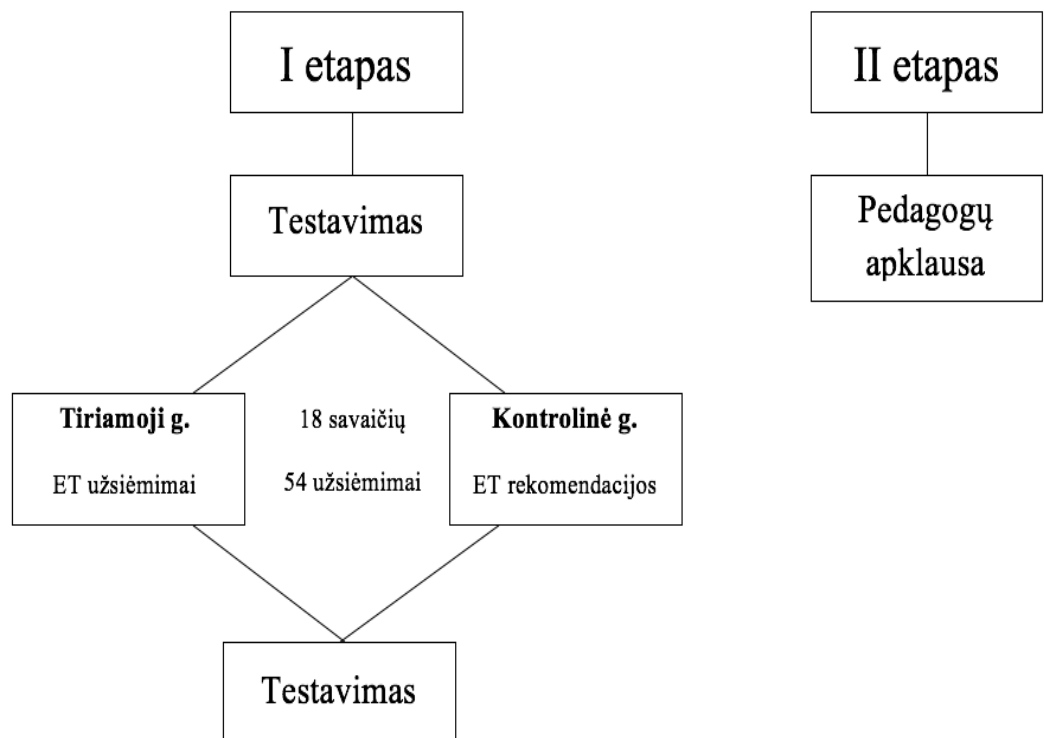 I etapas
Testavimas
Tiriamoji g.
ET užsiėmimai
18 savaičių
54 užsiėmimai
Kontrolinė g.
ET rekomendacijos
Testavimas
II etapas
Pedagogų
apklausa